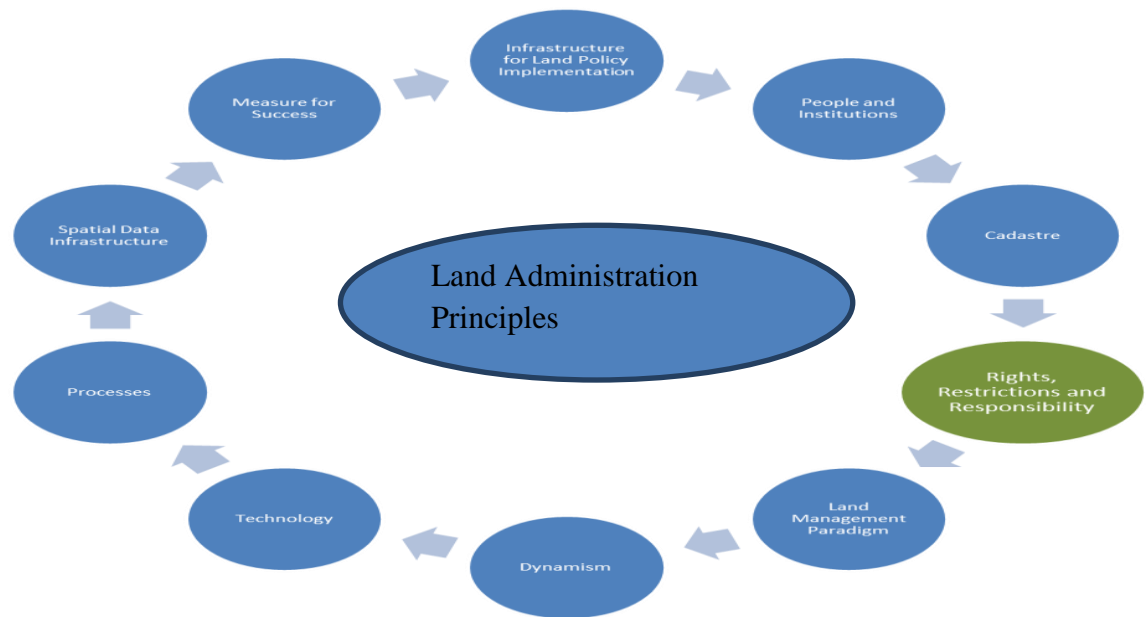 Infrastructure
for Land Policy
Implementation
People and
Institutions
Cadastre
Rights,
Restrictions and
Responsibility
Land
Management
Paradigm
Dynamism
Technology
Processes
Spatial Data
Infrastructure
Measure for
Success
Land Administration
Principles